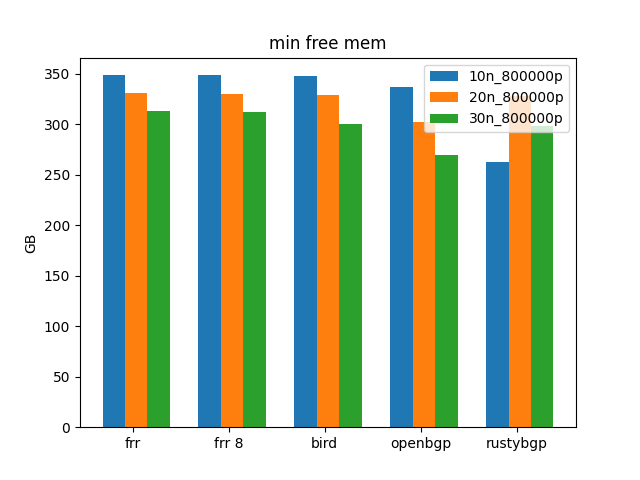 min free mem
10n_800000p
20n_800000p
30n_800000p
GB
350
300
250
200
150
100
50
0
frr
frr 8
bird
openbgp
rustybgp